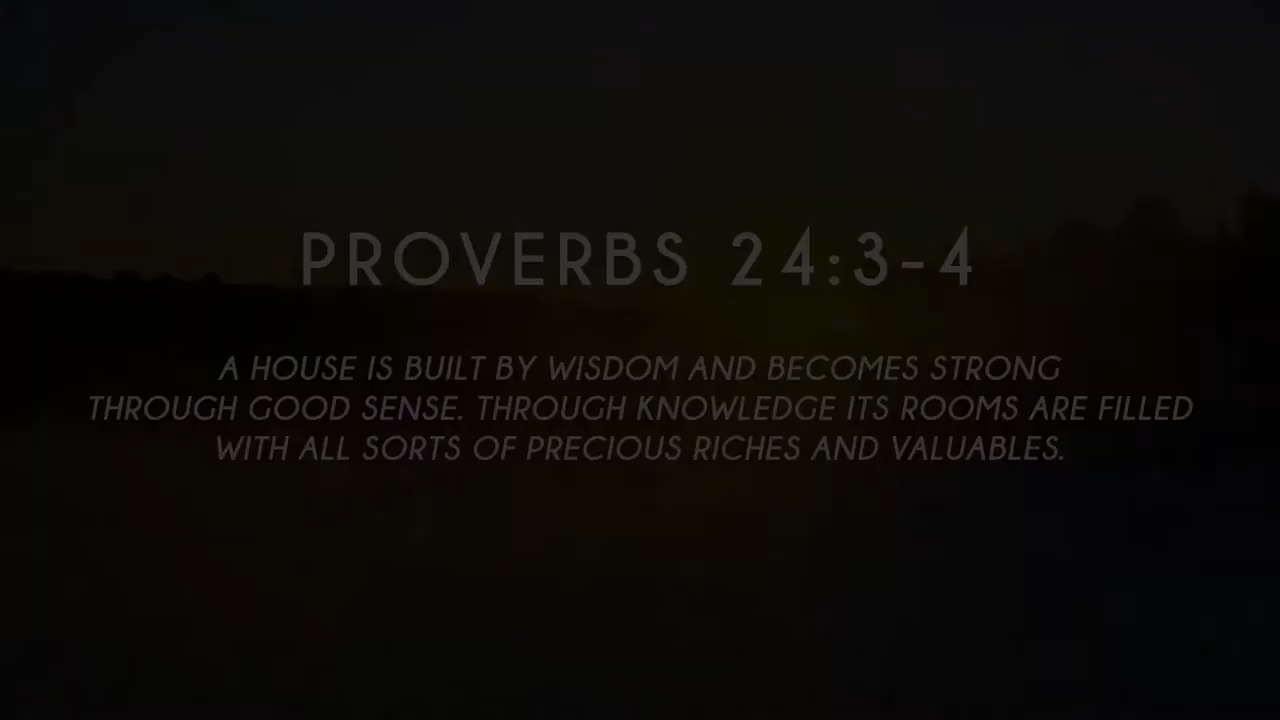 PROVERBS 24:3-4
A HOUSE IS BUILT BY WISDOM AND BECOMES STRONG
THROUGH GOOD SENSE. THROUGH KNOWLEDGE ITS ROOMS ARE FILLED
WITH ALL SORTS OF PRECIOUS RICHES AND VALUABLES.